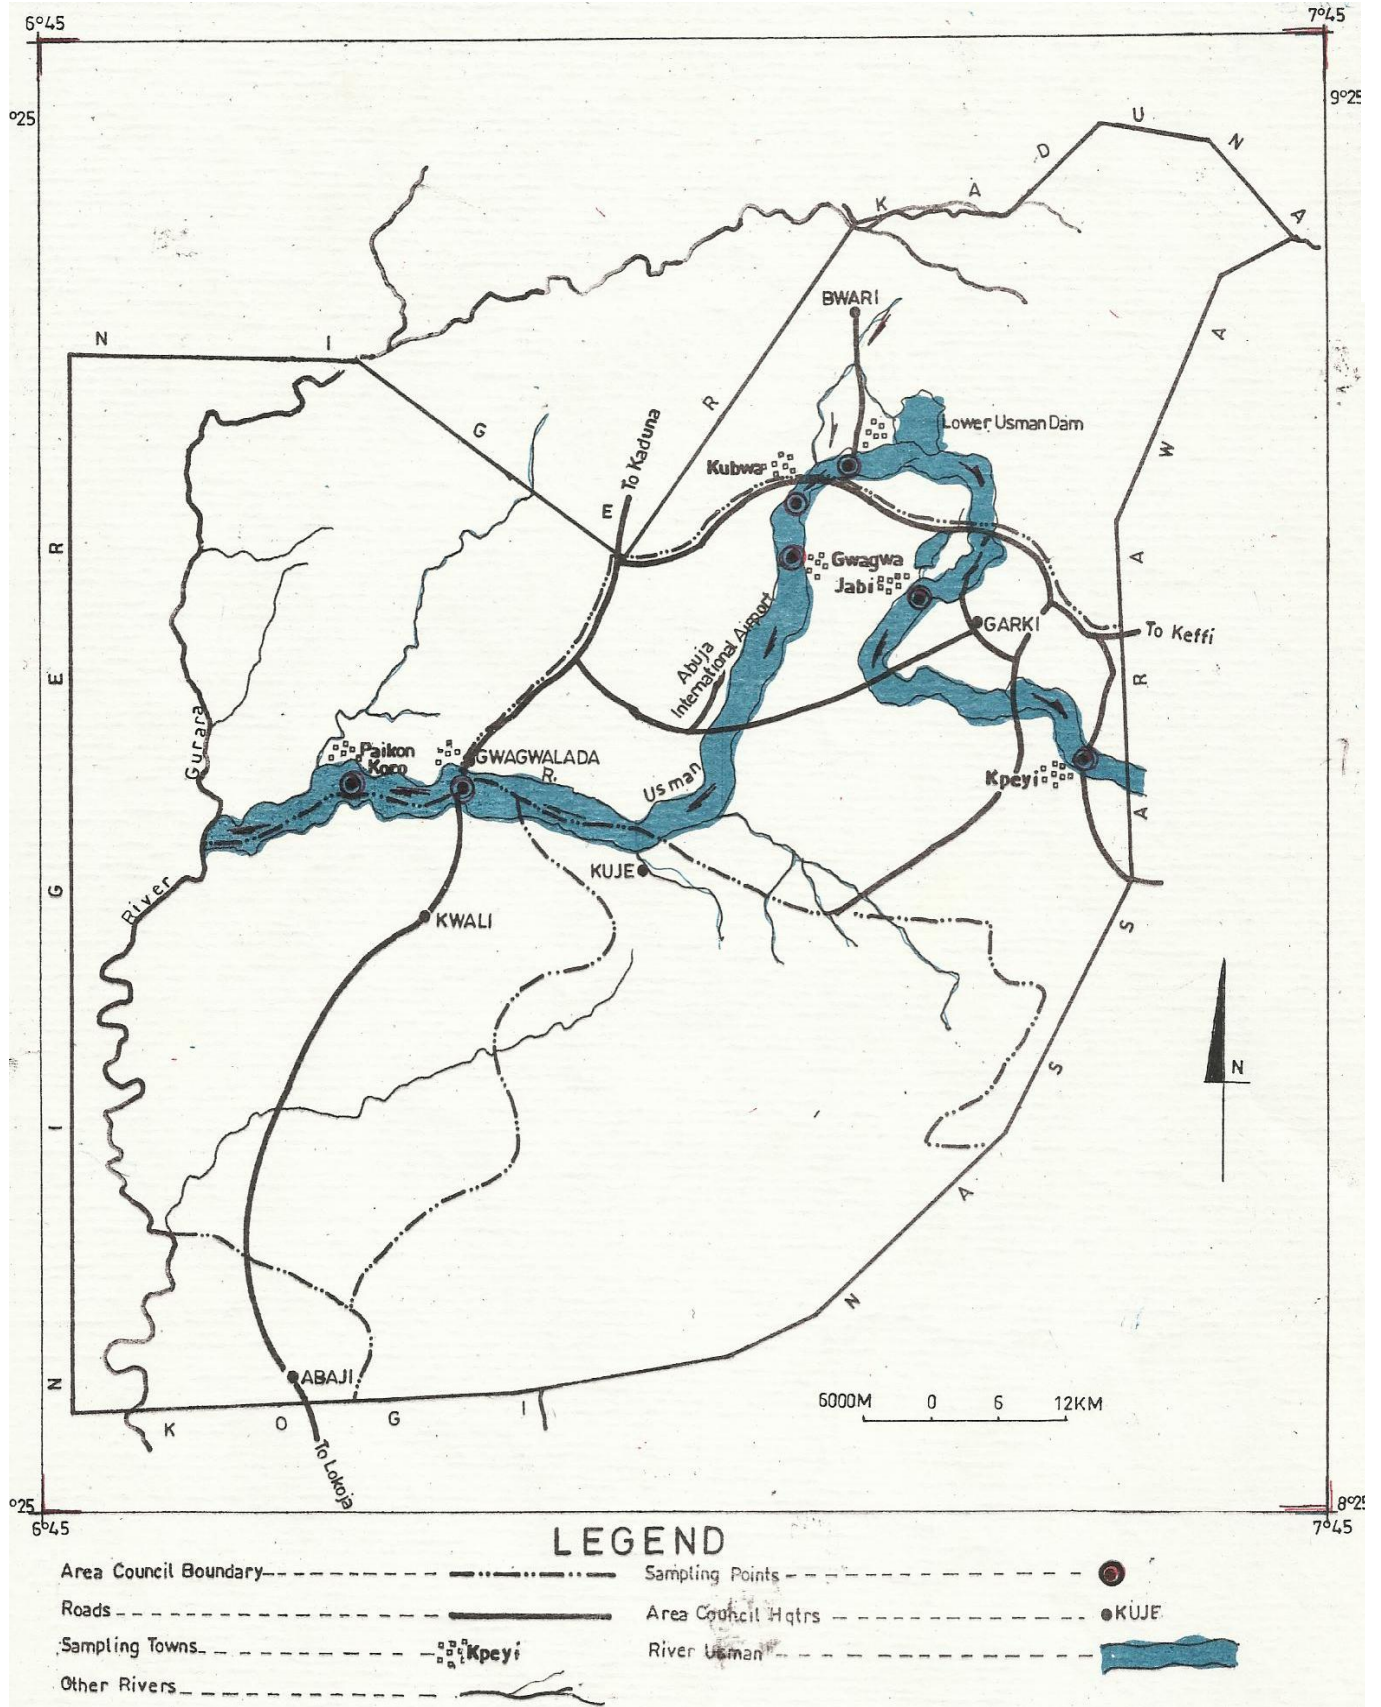 6°45
7°45
°25
9°25
U
D
N
A
K
A
BWARI
N
I
A
G
R
To Kaduna
Lower Usman Dam
W
Kubwa
E
R
A
Gwagwa
Jabi
GARKI
To Keffi
Abuja
International Airport
E
R
Gurara
Paikon
Koro
GWAGWALADA
R.
Usman
Kpeyi
A
KUJE
G
River
KWALI
S
N
S
I
A
N
ABAJI
N
6000M 0 6 12KM
K O G I
To Lokoja
°25
8°25
6°45
7°45
LEGEND
Area Council Boundary
Sampling Points
Roads
Area Council Hqtrs
KUJE
Sampling Towns
Kpeyi
River Usman
Other Rivers